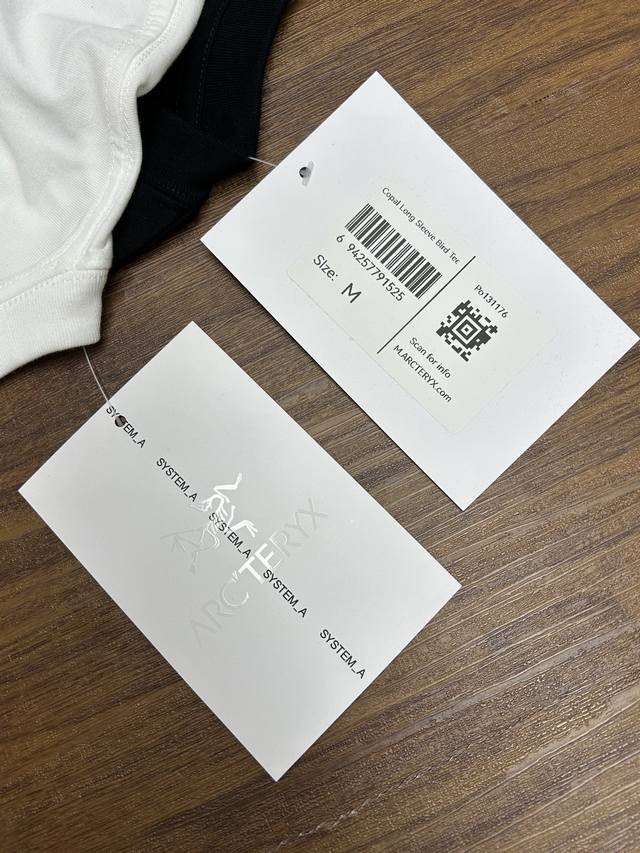 Copal Long Sleeve Bird Tee
6 94257791525
Size: M
Po131176
Scan for info
M.ARCTERYX.com
SYSTEM_A
SYSTEM_A
SYSTEM_A
SYSTEM_A
SYSTEM_A
ARC'TERYX